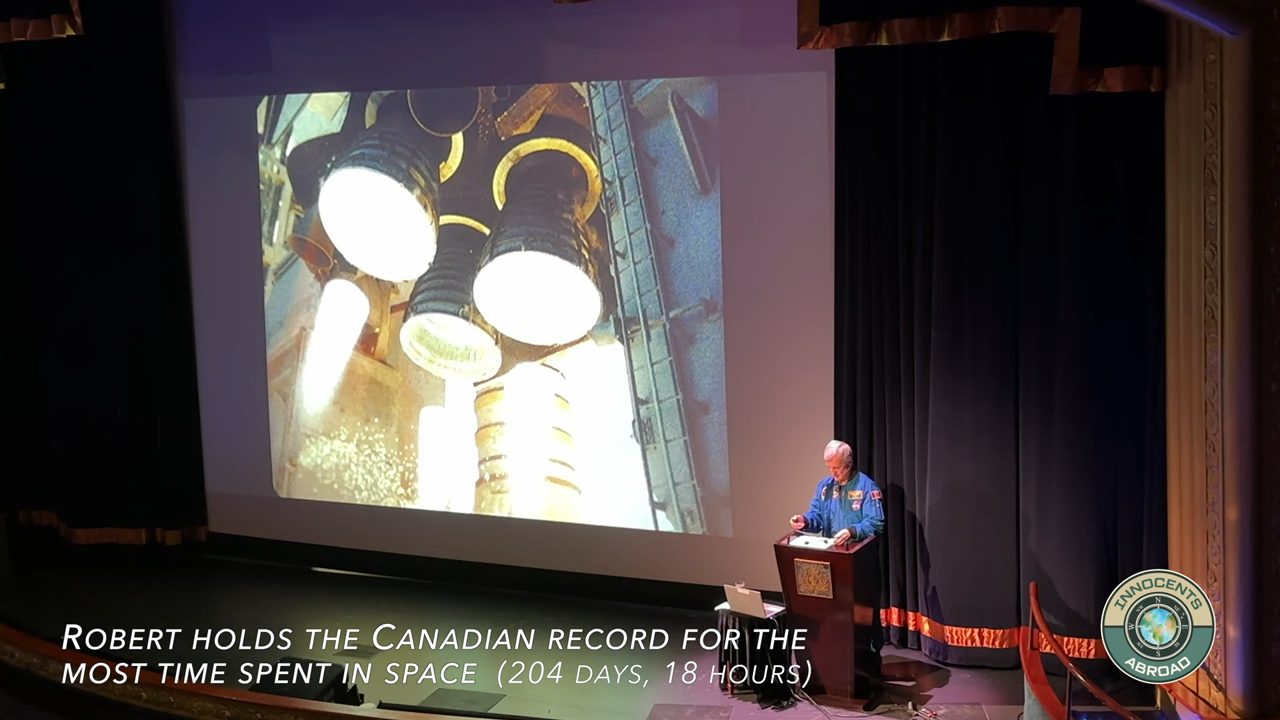 ROBERT HOLDS THE CANADIAN RECORD FOR THE
MOST TIME SPENT IN SPACE (204 DAYS, 18 HOURS)
INNOCENTS
N
W
E
S
ABROAD